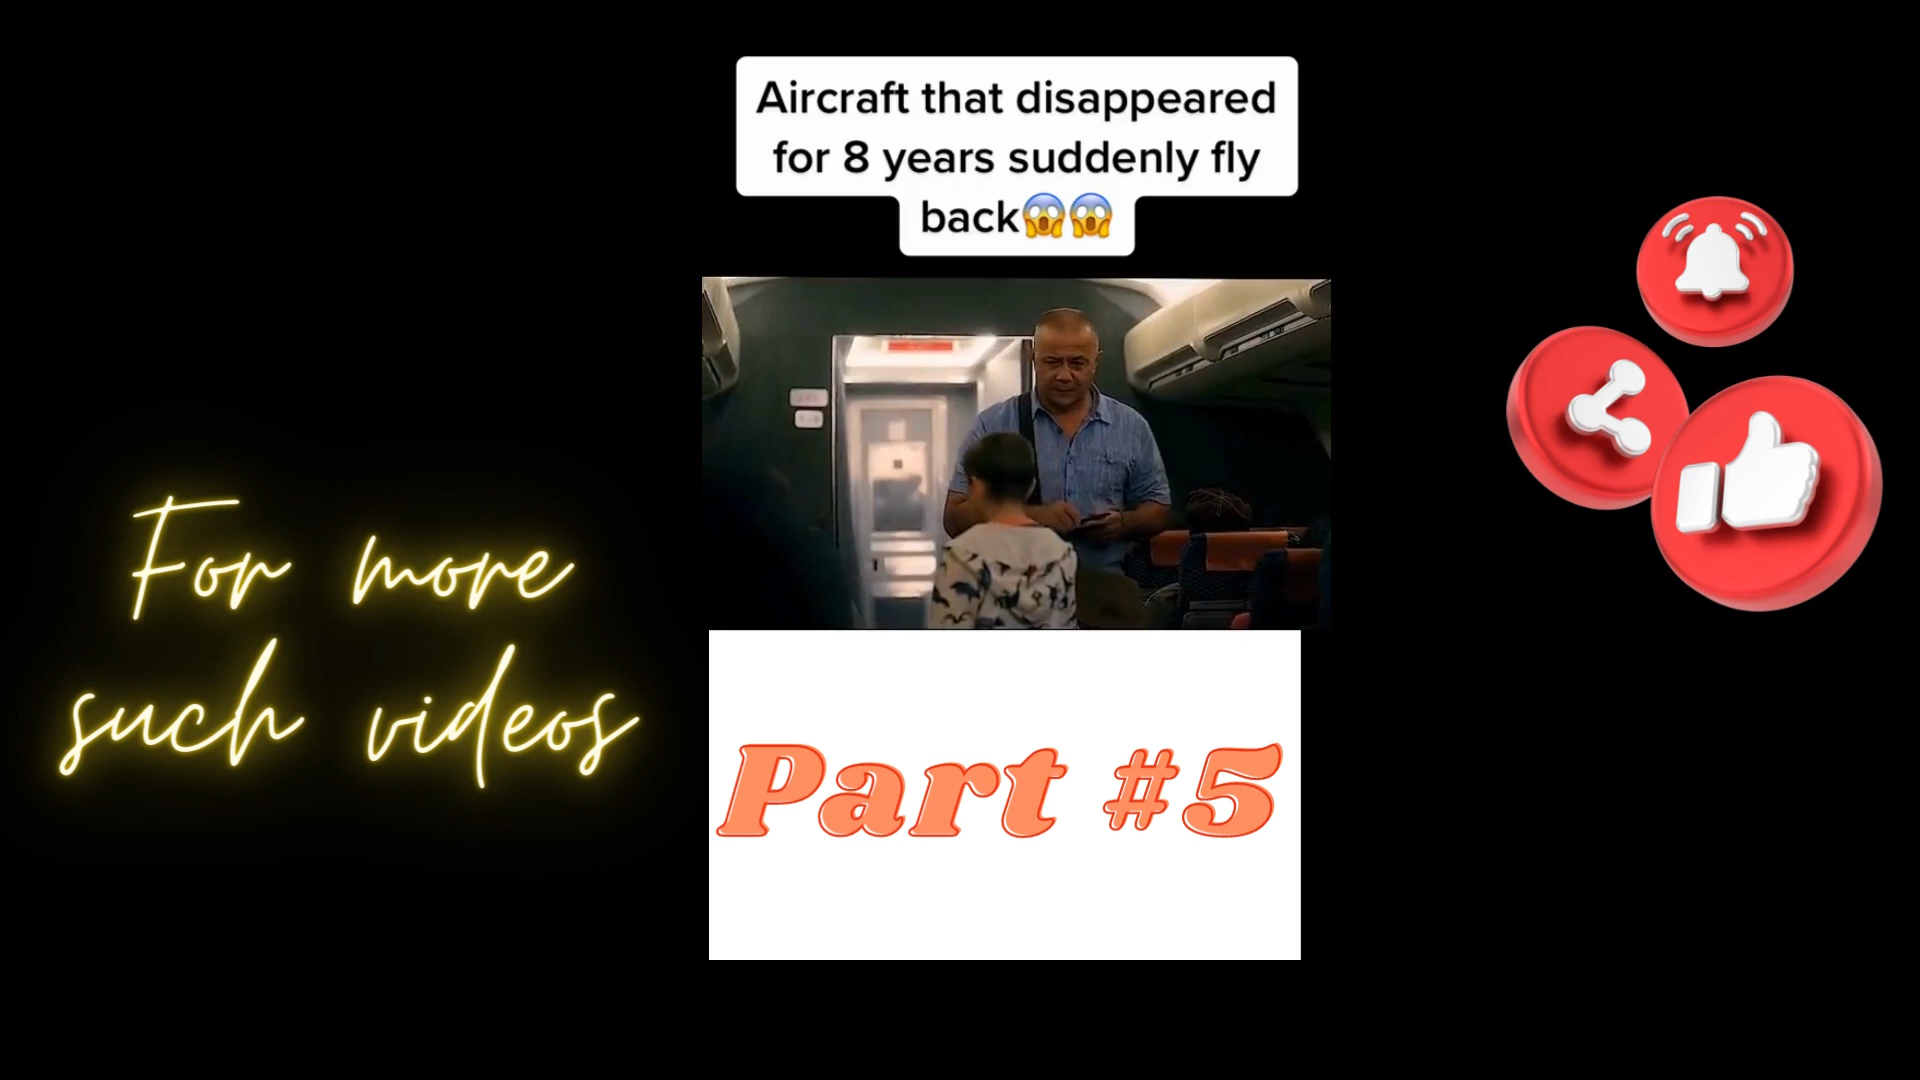 Aircraft that disappeared
for 8 years suddenly fly
back😱😱
For more
such videos
Part #5